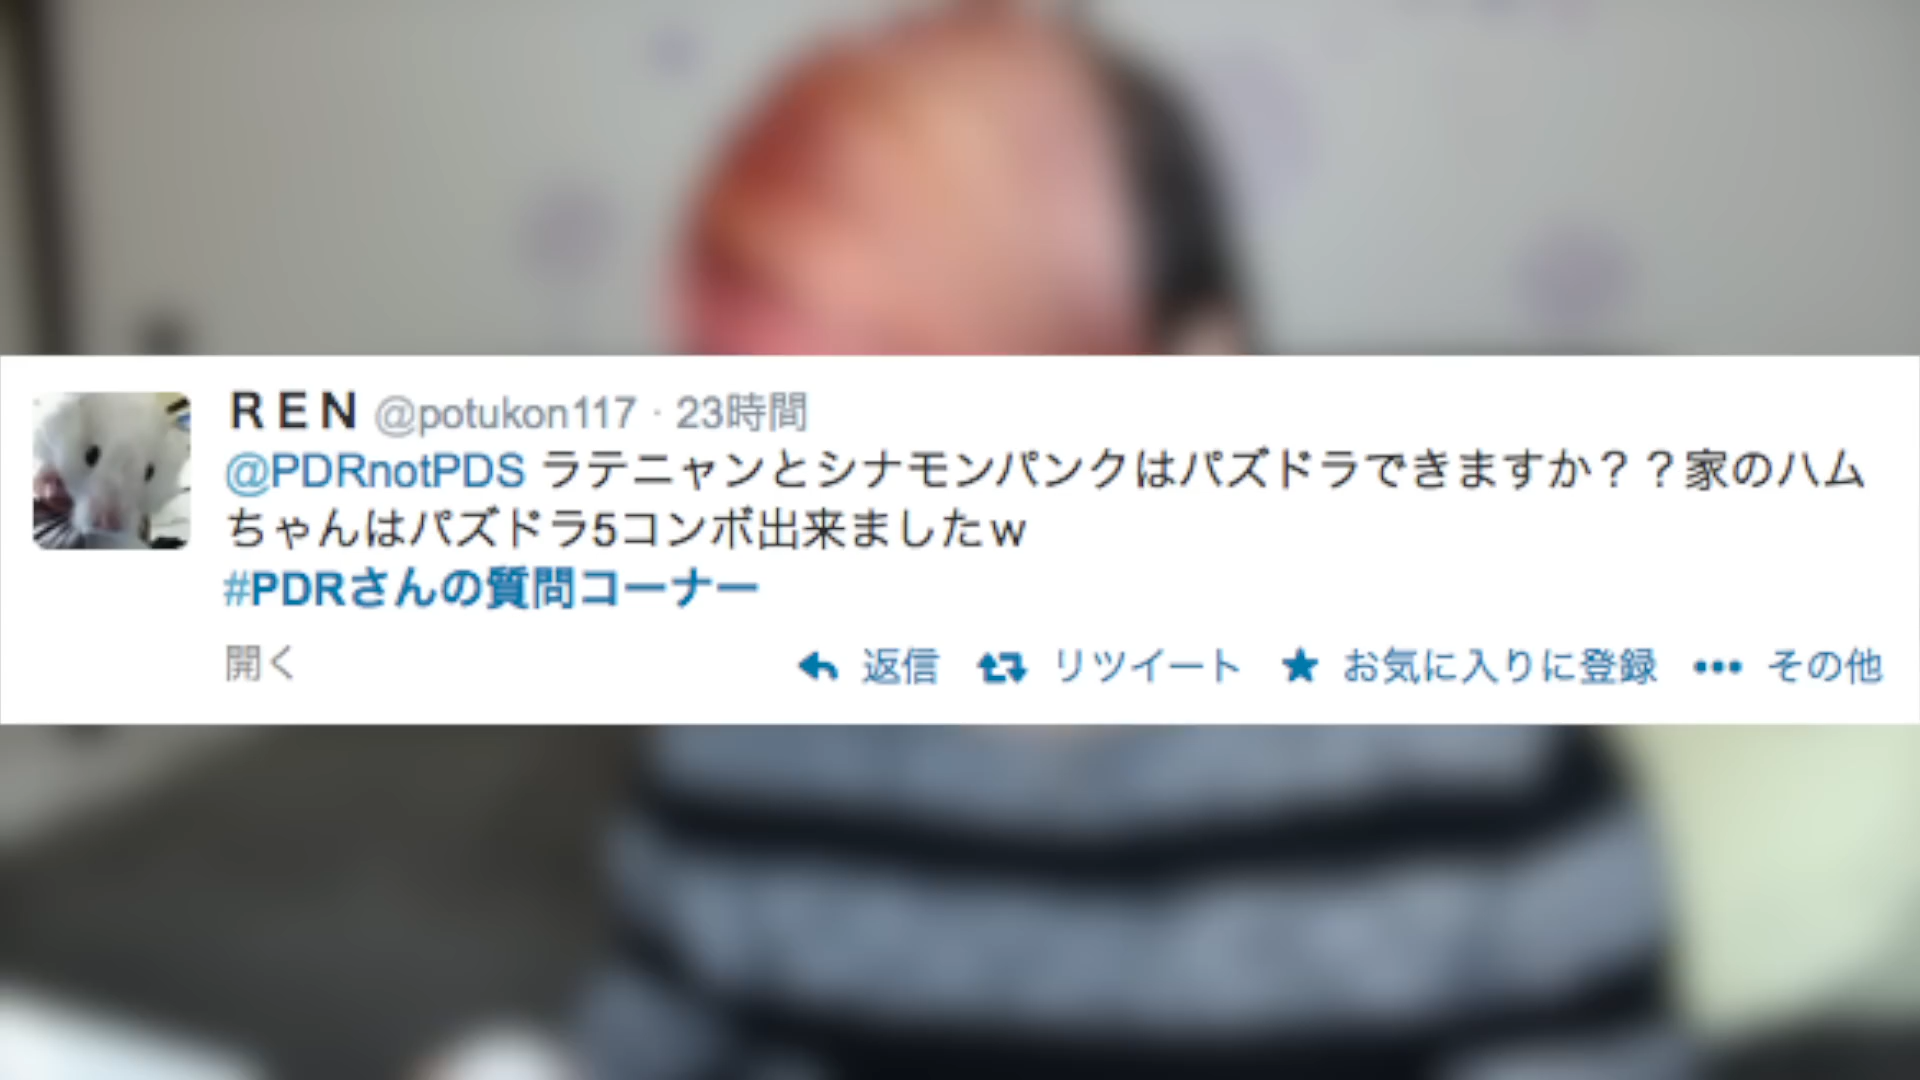 R E N @potukon117 · 23時間
@PDRnotPDS ラテニャンとシナモンパンクはパズドラできますか？？家のハム
ちゃんはパズドラ5コンボ出来ましたｗ
#PDRさんの質問コーナー
開く 返信 リツイート お気に入りに登録 その他